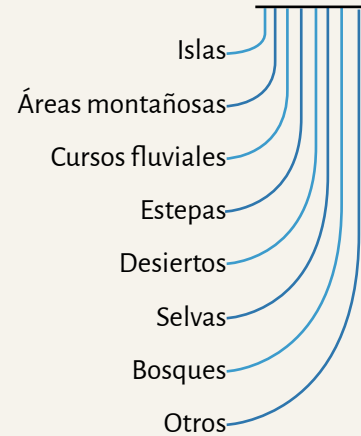 Islas
Áreas montañosas
Cursos fluviales
Estepas
Desiertos
Selvas
Bosques
Otros